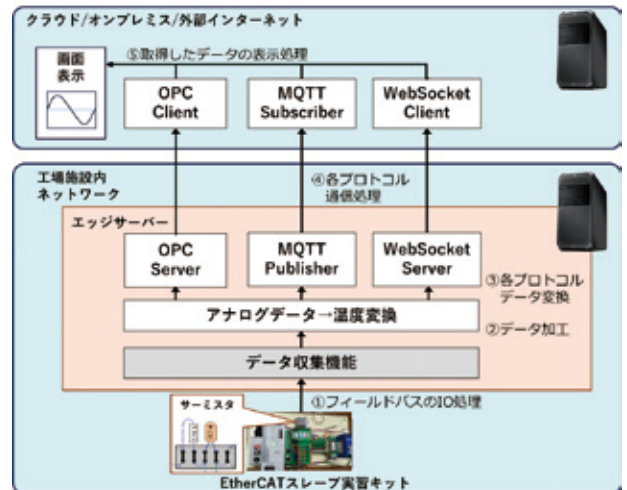 クラウド/オンプレミス/外部インターネット
画面
表示
⑤取得したデータの表示処理
OPC
Client
MQTT
Subscriber
WebSocket
Client
工場施設内
ネットワーク
④各プロトコル
通信処理
エッジサーバー
OPC
Server
MQTT
Publisher
WebSocket
Server
③各プロトコル
データ変換
アナログデータ→温度変換
②データ加工
データ収集機能
①フィールドバスのIO処理
サーミスタ
EtherCATスレーブ実習キット